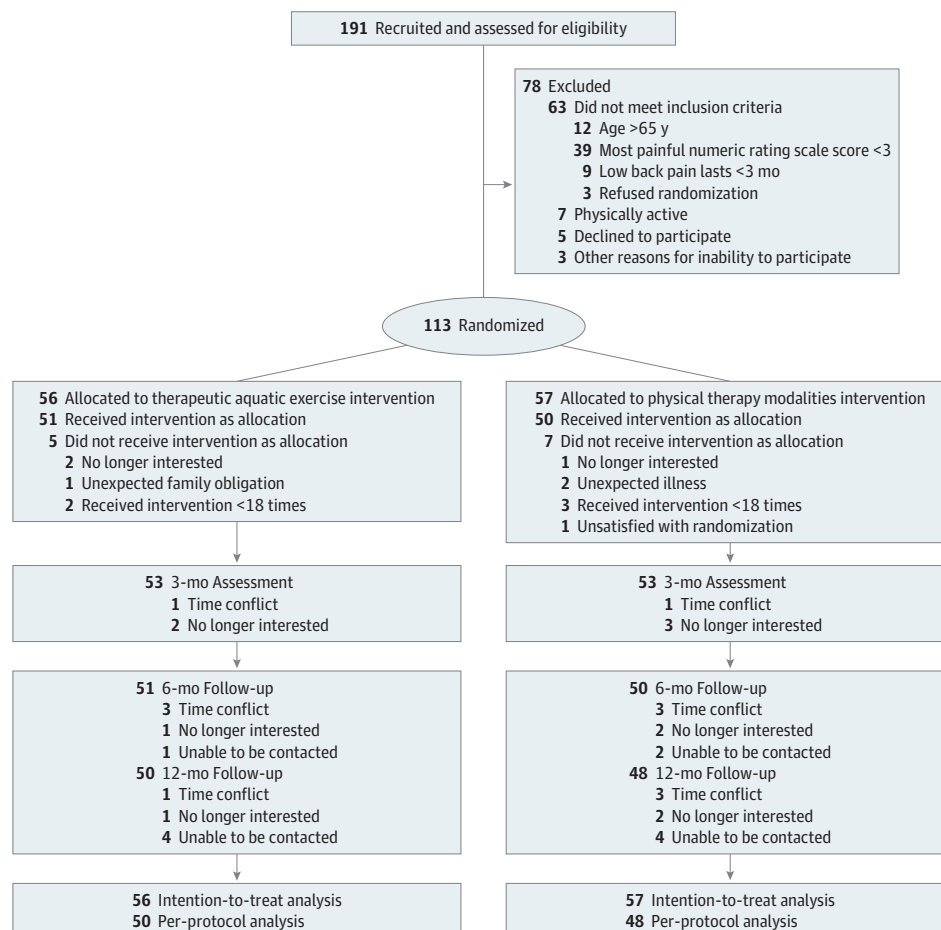 191 Recruited and assessed for eligibility
78 Excluded
63 Did not meet inclusion criteria
12 Age >65 y
39 Most painful numeric rating scale score <3
9 Low back pain lasts <3 mo
3 Refused randomization
7 Physically active
5 Declined to participate
3 Other reasons for inability to participate
113 Randomized
56 Allocated to therapeutic aquatic exercise intervention
51 Received intervention as allocation
5 Did not receive intervention as allocation
2 No longer interested
1 Unexpected family obligation
2 Received intervention <18 times
57 Allocated to physical therapy modalities intervention
50 Received intervention as allocation
7 Did not receive intervention as allocation
1 No longer interested
2 Unexpected illness
3 Received intervention <18 times
1 Unsatisfied with randomization
53 3-mo Assessment
1 Time conflict
2 No longer interested
53 3-mo Assessment
1 Time conflict
3 No longer interested
51 6-mo Follow-up
3 Time conflict
1 No longer interested
1 Unable to be contacted
50 12-mo Follow-up
1 Time conflict
1 No longer interested
4 Unable to be contacted
50 6-mo Follow-up
3 Time conflict
2 No longer interested
2 Unable to be contacted
48 12-mo Follow-up
3 Time conflict
2 No longer interested
4 Unable to be contacted
56 Intention-to-treat analysis
50 Per-protocol analysis
57 Intention-to-treat analysis
48 Per-protocol analysis